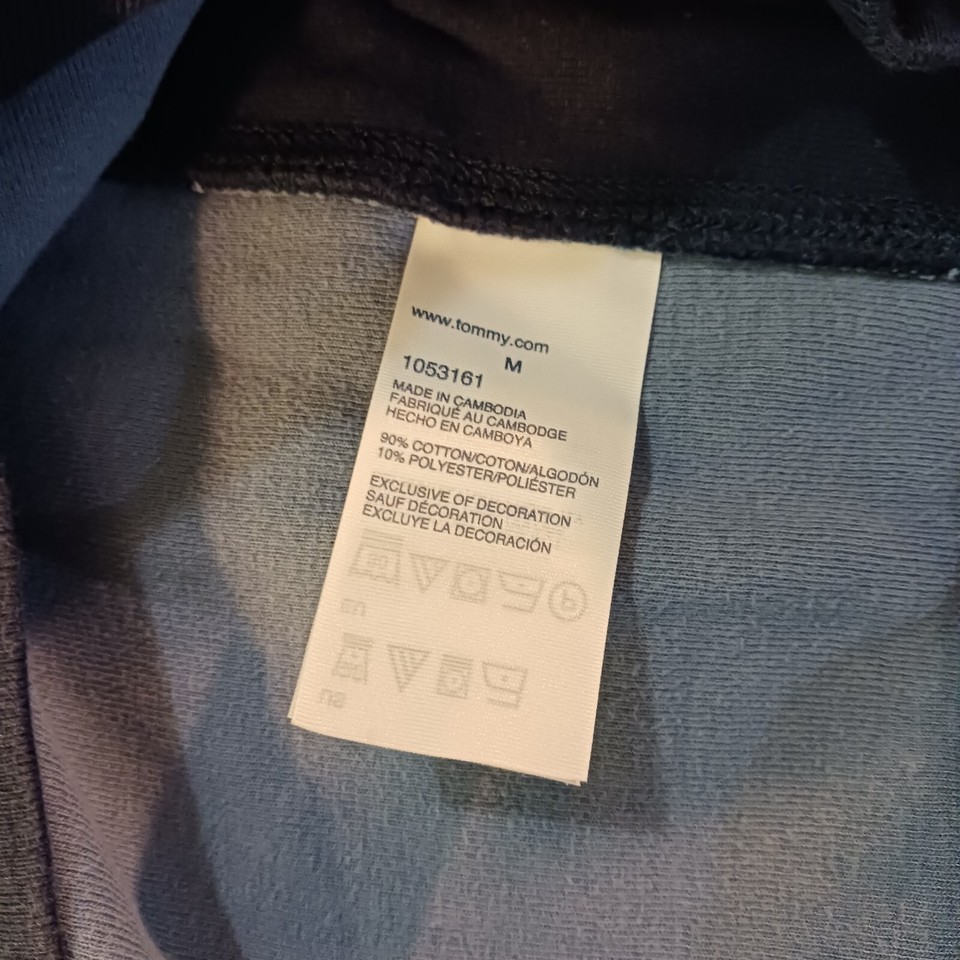 www.tommy.com
M
1053161
MADE IN CAMBODIA
FABRIQUÉ AU CAMBODGE
HECHO EN CAMBOYA
90% COTTON/COTON/ALGODÓN
10% POLYESTER/POLIÉSTER
EXCLUSIVE OF DECORATION
SAUF DÉCORATION
EXCLUYE LA DECORACIÓN